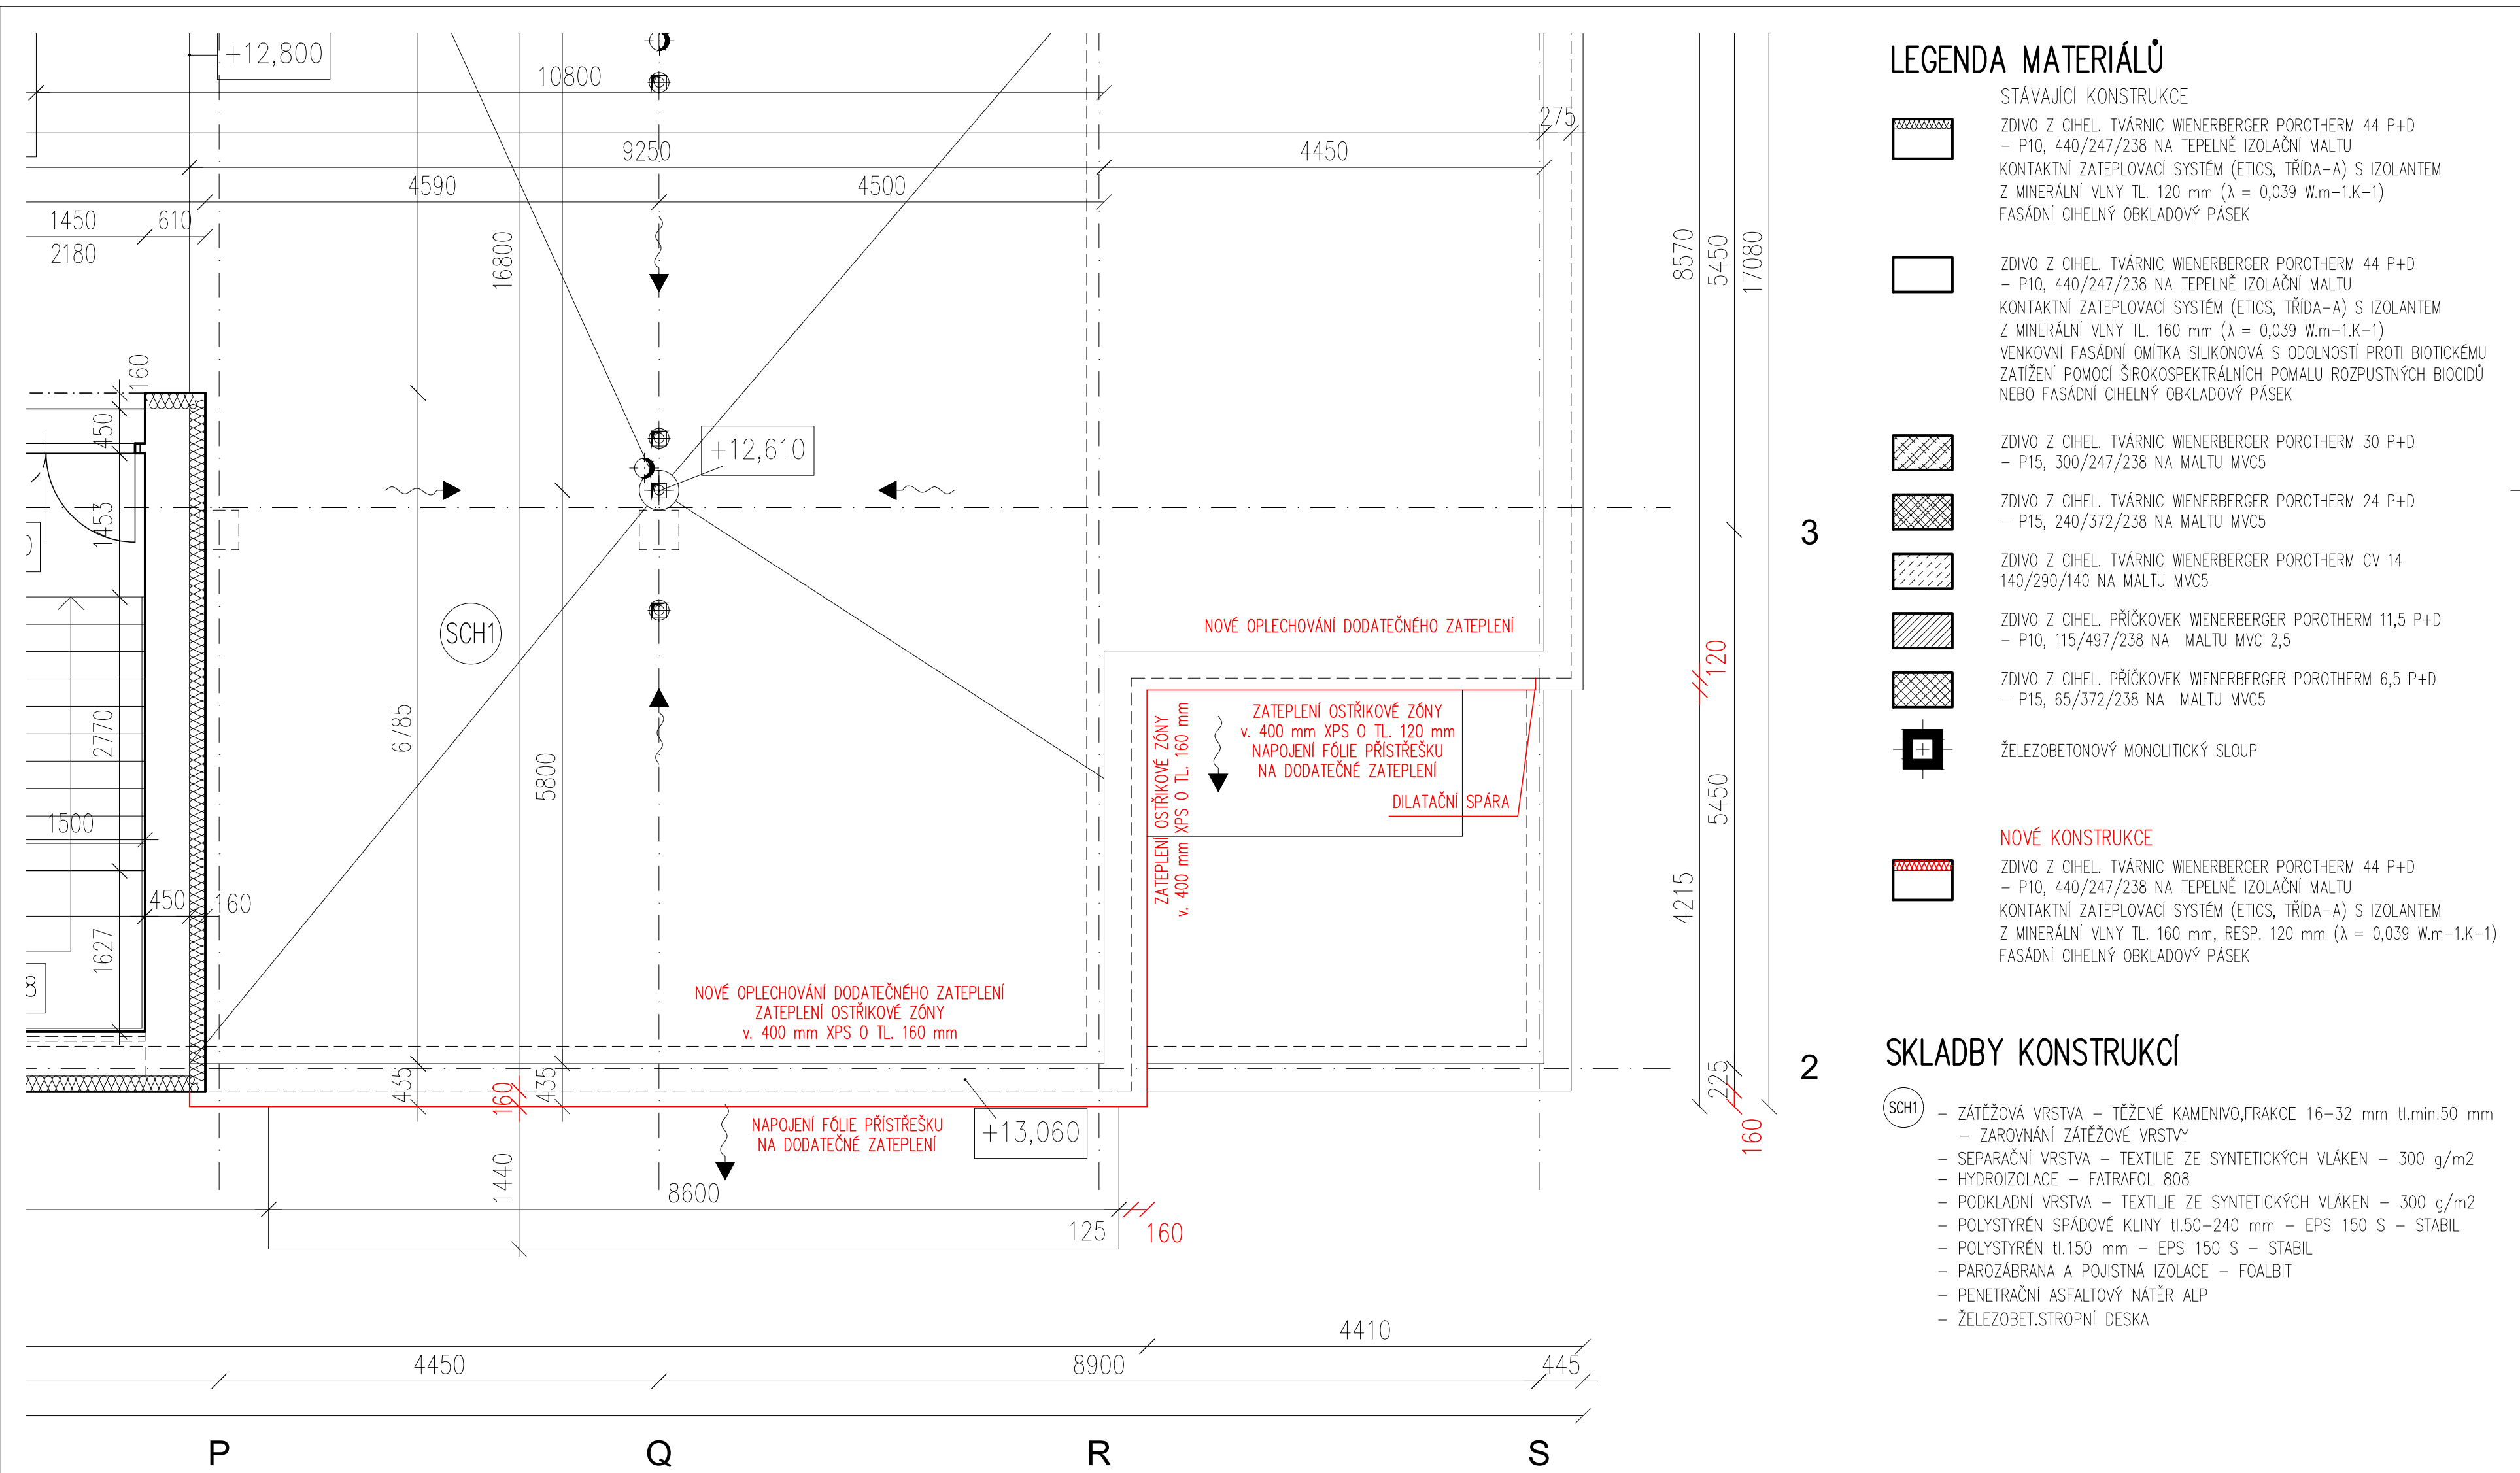 +12,800
10800
275
9250
4450
4590
4500
1450
610
2180
16800
8570
5450
17080
160
450
1453
+12,610
3
SCH1
NOVÉ OPLECHOVÁNÍ DODATEČNÉHO ZATEPLENÍ
120
6785
2770
5800
ZATEPLENÍ OSTŘIKOVÉ ZÓNY
v. 400 mm XPS O TL. 160 mm
ZATEPLENÍ OSTŘIKOVÉ ZÓNY
v. 400 mm XPS O TL. 120 mm
NAPOJENÍ FÓLIE PŘÍSTŘEŠKU
NA DODATEČNÉ ZATEPLENÍ
DILATAČNÍ SPÁRA
5450
1500
4215
450
160
1627
8
NOVÉ OPLECHOVÁNÍ DODATEČNÉHO ZATEPLENÍ
ZATEPLENÍ OSTŘIKOVÉ ZÓNY
v. 400 mm XPS O TL. 160 mm
2
435
160
435
225
160
NAPOJENÍ FÓLIE PŘÍSTŘEŠKU
NA DODATEČNÉ ZATEPLENÍ
+13,060
1440
8600
125
160
4410
4450
8900
445
P
Q
R
S
LEGENDA MATERIÁLŮ
STÁVAJÍCÍ KONSTRUKCE
ZDIVO Z CIHEL. TVÁRNIC WIENERBERGER POROTHERM 44 P+D
– P10, 440/247/238 NA TEPELNĚ IZOLAČNÍ MALTU
KONTAKTNÍ ZATEPLOVACÍ SYSTÉM (ETICS, TŘÍDA–A) S IZOLANTEM
Z MINERÁLNÍ VLNY TL. 120 mm (λ = 0,039 W.m–1.K–1)
FASÁDNÍ CIHELNÝ OBKLADOVÝ PÁSEK
ZDIVO Z CIHEL. TVÁRNIC WIENERBERGER POROTHERM 44 P+D
– P10, 440/247/238 NA TEPELNĚ IZOLAČNÍ MALTU
KONTAKTNÍ ZATEPLOVACÍ SYSTÉM (ETICS, TŘÍDA–A) S IZOLANTEM
Z MINERÁLNÍ VLNY TL. 160 mm (λ = 0,039 W.m–1.K–1)
VENKOVNÍ FASÁDNÍ OMÍTKA SILIKONOVÁ S ODOLNOSTÍ PROTI BIOTICKÉMU
ZATÍŽENÍ POMOCÍ ŠIROKOSPEKTRÁLNÍCH POMALU ROZPUSTNÝCH BIOCIDŮ
NEBO FASÁDNÍ CIHELNÝ OBKLADOVÝ PÁSEK
ZDIVO Z CIHEL. TVÁRNIC WIENERBERGER POROTHERM 30 P+D
– P15, 300/247/238 NA MALTU MVC5
ZDIVO Z CIHEL. TVÁRNIC WIENERBERGER POROTHERM 24 P+D
– P15, 240/372/238 NA MALTU MVC5
ZDIVO Z CIHEL. TVÁRNIC WIENERBERGER POROTHERM CV 14
140/290/140 NA MALTU MVC5
ZDIVO Z CIHEL. PŘÍČKOVEK WIENERBERGER POROTHERM 11,5 P+D
– P10, 115/497/238 NA MALTU MVC 2,5
ZDIVO Z CIHEL. PŘÍČKOVEK WIENERBERGER POROTHERM 6,5 P+D
– P15, 65/372/238 NA MALTU MVC5
ŽELEZOBETONOVÝ MONOLITICKÝ SLOUP
NOVÉ KONSTRUKCE
ZDIVO Z CIHEL. TVÁRNIC WIENERBERGER POROTHERM 44 P+D
– P10, 440/247/238 NA TEPELNĚ IZOLAČNÍ MALTU
KONTAKTNÍ ZATEPLOVACÍ SYSTÉM (ETICS, TŘÍDA–A) S IZOLANTEM
Z MINERÁLNÍ VLNY TL. 160 mm, RESP. 120 mm (λ = 0,039 W.m–1.K–1)
FASÁDNÍ CIHELNÝ OBKLADOVÝ PÁSEK
SKLADBY KONSTRUKCÍ
SCH1
– ZÁTĚŽOVÁ VRSTVA – TĚŽENÉ KAMENIVO,FRAKCE 16–32 mm tl.min.50 mm
– ZAROVNÁNÍ ZÁTĚŽOVÉ VRSTVY
– SEPARAČNÍ VRSTVA – TEXTILIE ZE SYNTETICKÝCH VLÁKEN – 300 g/m2
– HYDROIZOLACE – FATRAFOL 808
– PODKLADNÍ VRSTVA – TEXTILIE ZE SYNTETICKÝCH VLÁKEN – 300 g/m2
– POLYSTYRÉN SPÁDOVÉ KLINY tl.50–240 mm – EPS 150 S – STABIL
– POLYSTYRÉN tl.150 mm – EPS 150 S – STABIL
– PAROZÁBRANA A POJISTNÁ IZOLACE – FOALBIT
– PENETRAČNÍ ASFALTOVÝ NÁTĚR ALP
– ŽELEZOBET.STROPNÍ DESKA